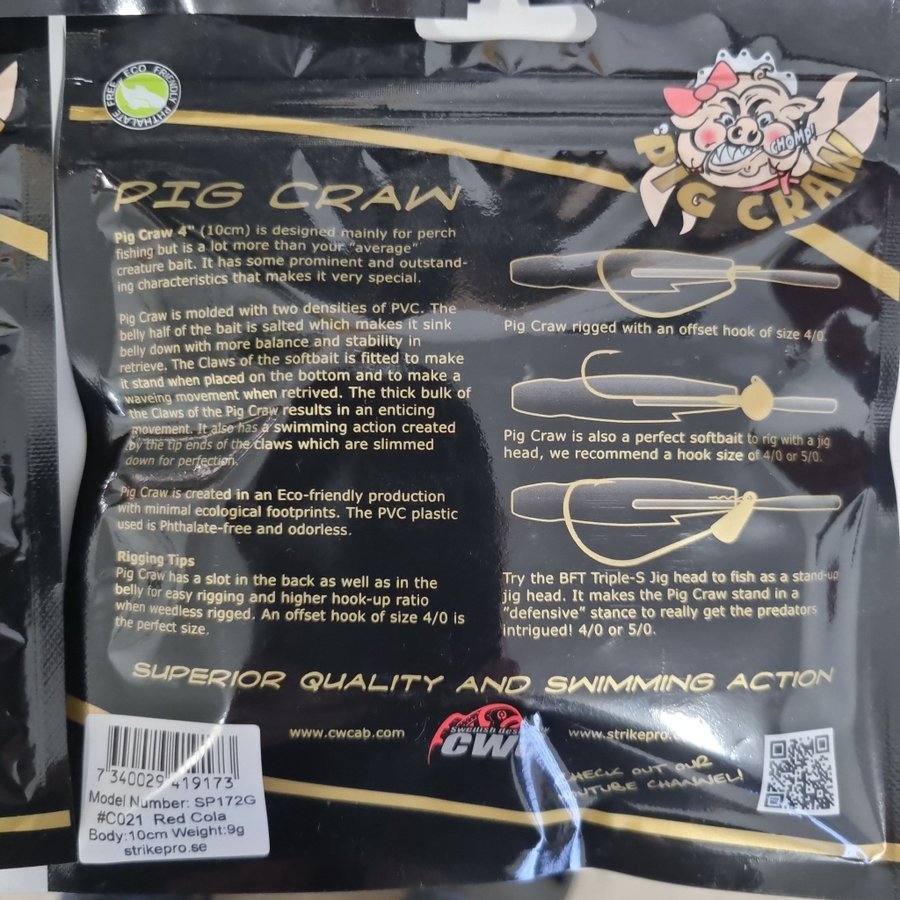 ECO FRIENDLY PHTHALATE FREE
CHOMP!
PIG CRAW
PIG CRAW
Pig Craw 4" (10cm) is designed mainly for perch
fishing but is a lot more than your "average"
creature bait. It has some prominent and outstand-
ing characteristics that makes it very special.
Pig Craw is molded with two densities of PVC. The
belly half of the bait is salted which makes it sink
belly down with more balance and stability in
retrieve. The Claws of the softbait is fitted to make
it stand when placed on the bottom and to make a
waveing movement when retrived. The thick bulk of
the Claws of the Pig Craw results in an enticing
movement. It also has a swimming action created
by the tip ends of the claws which are slimmed
down for perfection.
Pig Craw is created in an Eco-friendly production
with minimal ecological footprints. The PVC plastic
used is Phthalate-free and odorless.
Rigging Tips
Pig Craw has a slot in the back as well as in the
belly for easy rigging and higher hook-up ratio
when weedless rigged. An offset hook of size 4/0 is
the perfect size.
Pig Craw rigged with an offset hook of size 4/0.
Pig Craw is also a perfect softbait to rig with a jig
head, we recommend a hook size of 4/0 or 5/0.
Try the BFT Triple-S Jig head to fish as a stand-up
jig head. It makes the Pig Craw stand in a
"defensive" stance to really get the predators
intrigued! 4/0 or 5/0.
SUPERIOR QUALITY AND SWIMMING ACTION
www.cwcab.com
Swedish
CWC
www.strikepro.
CHECK OUT OUR
CHANNEL!
7 340029 419173
Model Number: SP172G
#C021 Red Cola
Body:10cm Weight:9g
strikepro.se